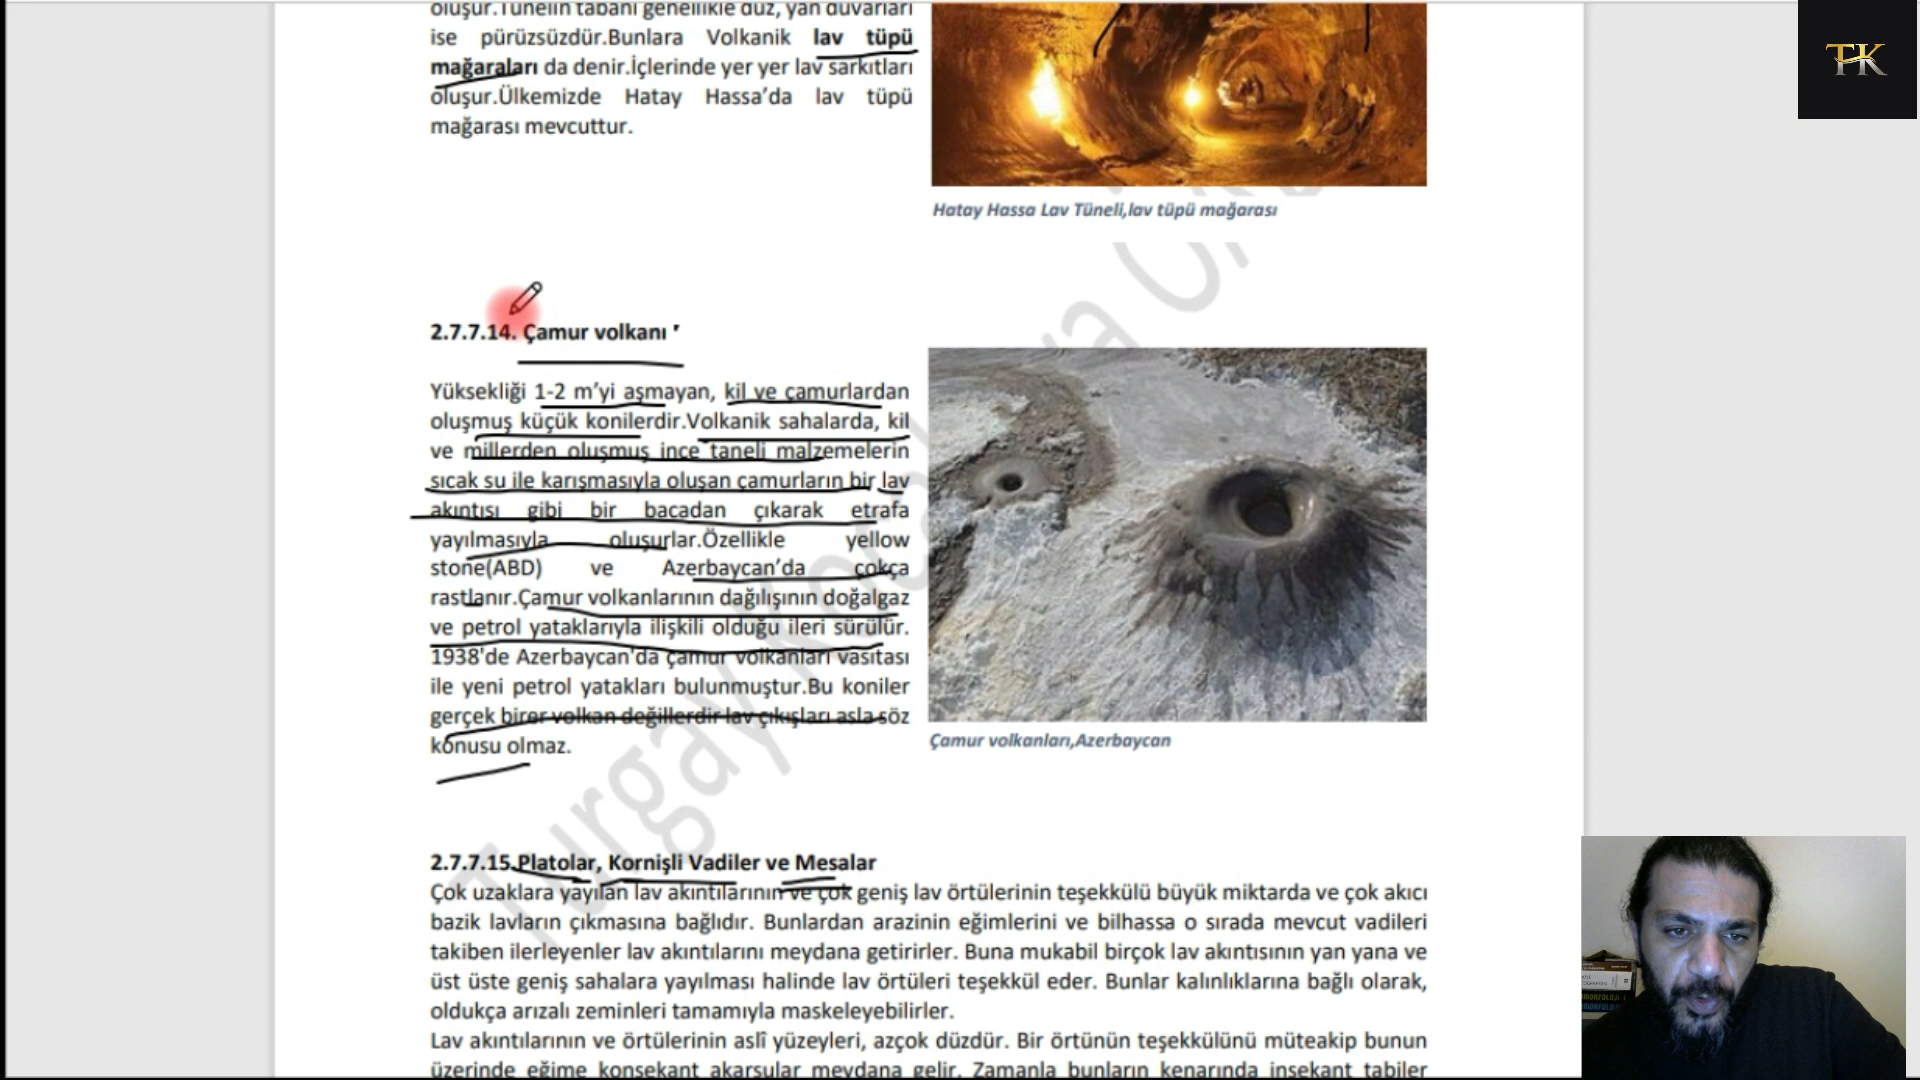 oluşur.Tünelin tabanı genellikle düz, yan duvarları
ise pürüzsüzdür.Bunlara Volkanik lav tüpü
mağaraları da denir.İçlerinde yer yer lav sarkıtları
oluşur.Ülkemizde Hatay Hassa’da lav tüpü
mağarası mevcuttur.
Hatay Hassa Lav Tüneli,lav tüpü mağarası
TK
2.7.7.14. Çamur volkanı ’
Yüksekliği 1-2 m’yi aşmayan, kil ve çamurlardan
oluşmuş küçük konilerdir.Volkanik sahalarda, kil
ve millerden oluşmuş ince taneli malzemelerin
sıcak su ile karışmasıyla oluşan çamurların bir lav
akıntısı gibi bir bacadan çıkarak etrafa
yayılmasıyla oluşurlar.Özellikle yellow
stone(ABD) ve Azerbaycan’da çokça
rastlanır.Çamur volkanlarının dağılışının doğalgaz
ve petrol yataklarıyla ilişkili olduğu ileri sürülür.
1938'de Azerbaycan'da çamur volkanları vasıtası
ile yeni petrol yatakları bulunmuştur.Bu koniler
gerçek birer volkan değillerdir lav çıkışları asla söz
konusu olmaz.
Çamur volkanları,Azerbaycan
2.7.7.15.Platolar, Kornişli Vadiler ve Mesalar
Çok uzaklara yayılan lav akıntılarının ve çok geniş lav örtülerinin teşekkülü büyük miktarda ve çok akıcı
bazik lavların çıkmasına bağlıdır. Bunlardan arazinin eğimlerini ve bilhassa o sırada mevcut vadileri
takiben ilerleyenler lav akıntılarını meydana getirirler. Buna mukabil birçok lav akıntısının yan yana ve
üst üste geniş sahalara yayılması halinde lav örtüleri teşekkül eder. Bunlar kalınlıklarına bağlı olarak,
oldukça arızalı zeminleri tamamıyla maskeleyebilirler.
Lav akıntılarının ve örtülerinin aslî yüzeyleri, azçok düzdür. Bir örtünün teşekkülünü müteakip bunun
üzerinde eğime konsekant akarsular meydana gelir. Zamanla bunların kenarında insekant tabiler